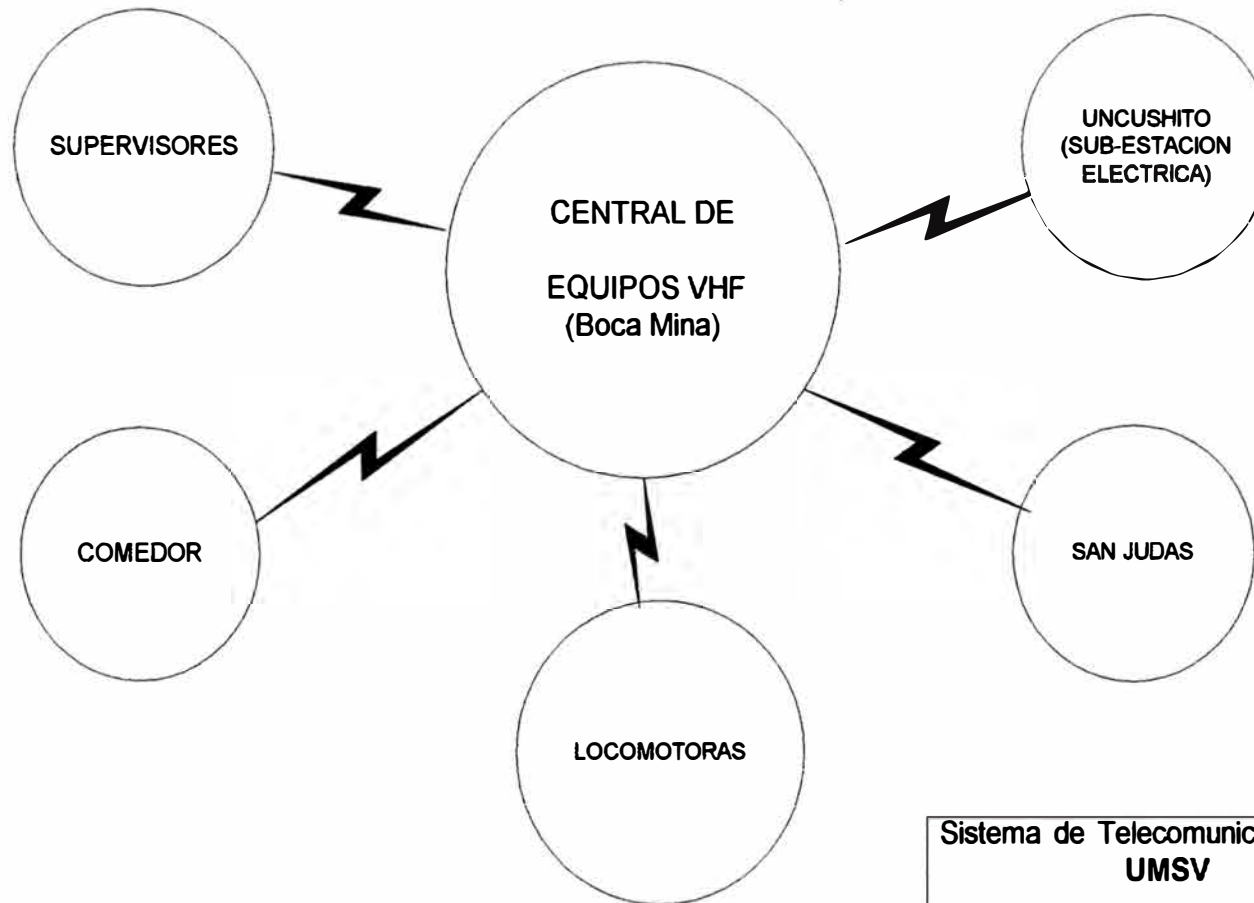 SUPERVISORES
CENTRAL DE
EQUIPOS VHF
(Boca Mina)
UNCUSHITO
(SUB-ESTACION
ELECTRICA)
COMEDOR
SAN JUDAS
LOCOMOTORAS
Sistema de Telecomunic
UMSV